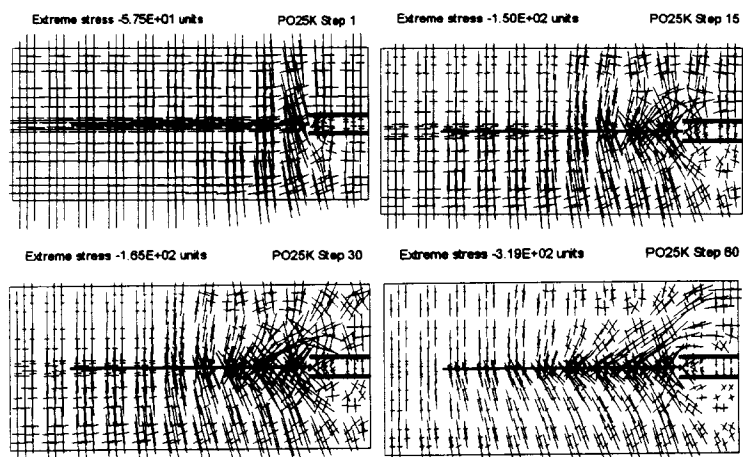 Extreme stress -5.75E+01 units PO25K Step 1
Extreme stress -1.50E+02 units PO25K Step 15
Extreme stress -1.65E+02 units PO25K Step 30
Extreme stress -3.19E+02 units PO25K Step 60